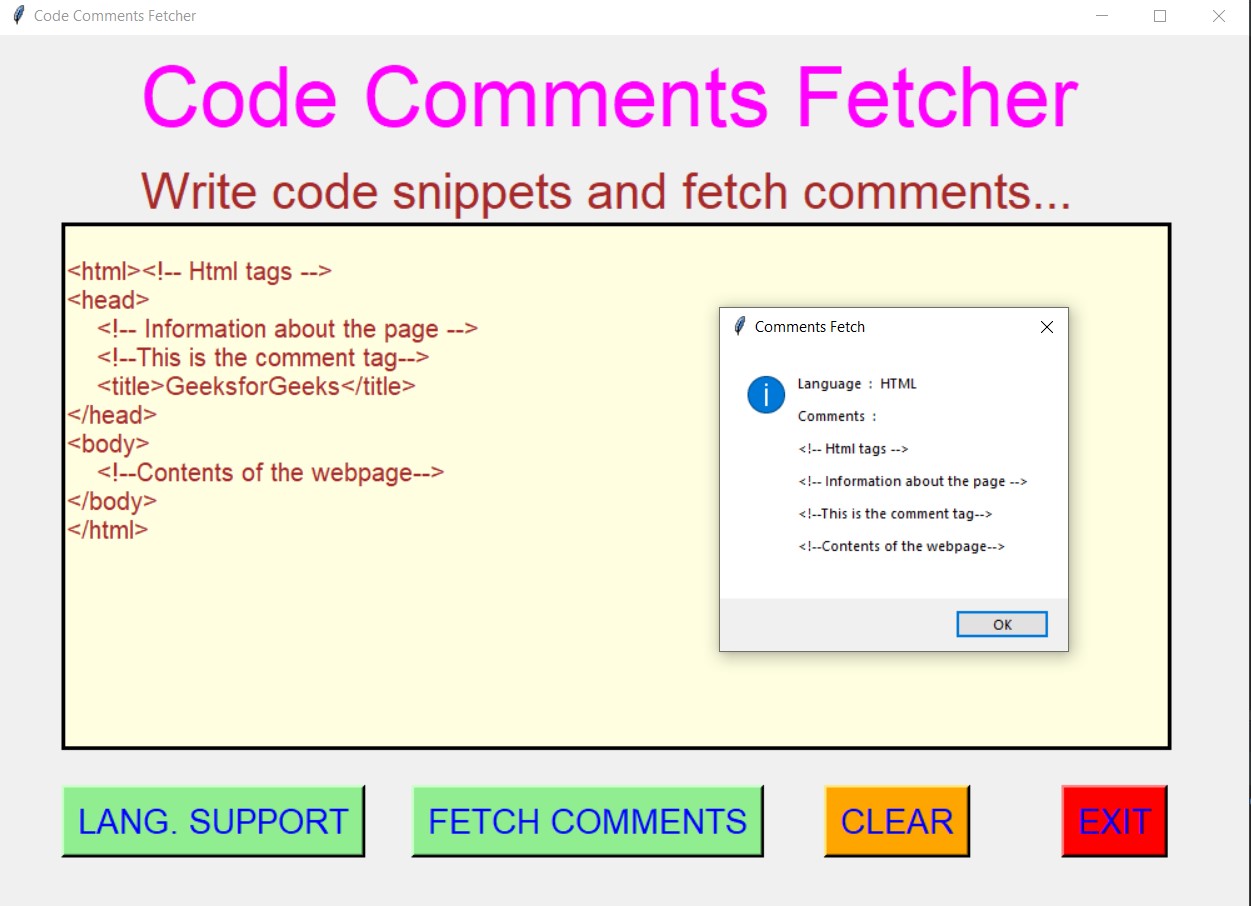 Code Comments Fetcher
Code Comments Fetcher
Write code snippets and fetch comments...
<html><!-- Html tags -->
<head>
    <!-- Information about the page -->
    <!--This is the comment tag-->
    <title>GeeksforGeeks</title>
</head>
<body>
    <!--Contents of the webpage-->
</body>
</html>
Comments Fetch
i
Language : HTML
Comments :
<!-- Html tags -->
<!-- Information about the page -->
<!--This is the comment tag-->
<!--Contents of the webpage-->
OK
LANG. SUPPORT
FETCH COMMENTS
CLEAR
EXIT